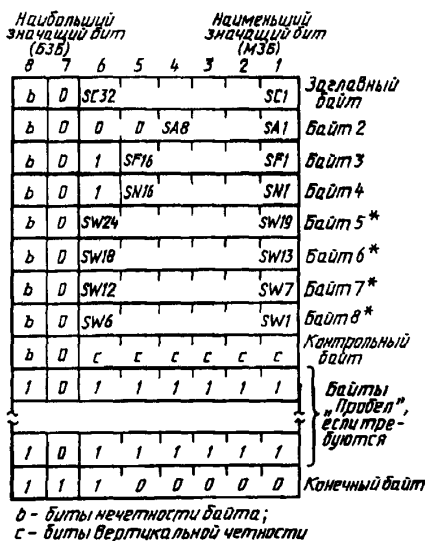 Наибольший значащий бит (БЗБ)
Наименьший значащий бит (МЗБ)
8 7 6 5 4 3 2 1
b 0 SC32 SC1 Заглавный байт
b 0 0 0 SA8 SA1 Байт 2
b 0 1 SF16 SF1 Байт 3
b 0 1 SN16 SN1 Байт 4
b 0 SW24 SW19 Байт 5*
b 0 SW18 SW13 Байт 6*
b 0 SW12 SW7 Байт 7*
b 0 SW6 SW1 Байт 8*
b 0 c c c c c c Контрольный байт
1 0 1 1 1 1 1 1 Байты „Пробел", если требуются
1 0 1 1 1 1 1 1
1 1 1 0 0 0 0 0 Конечный байт
b - биты нечетности байта;
c - биты вертикальной четности